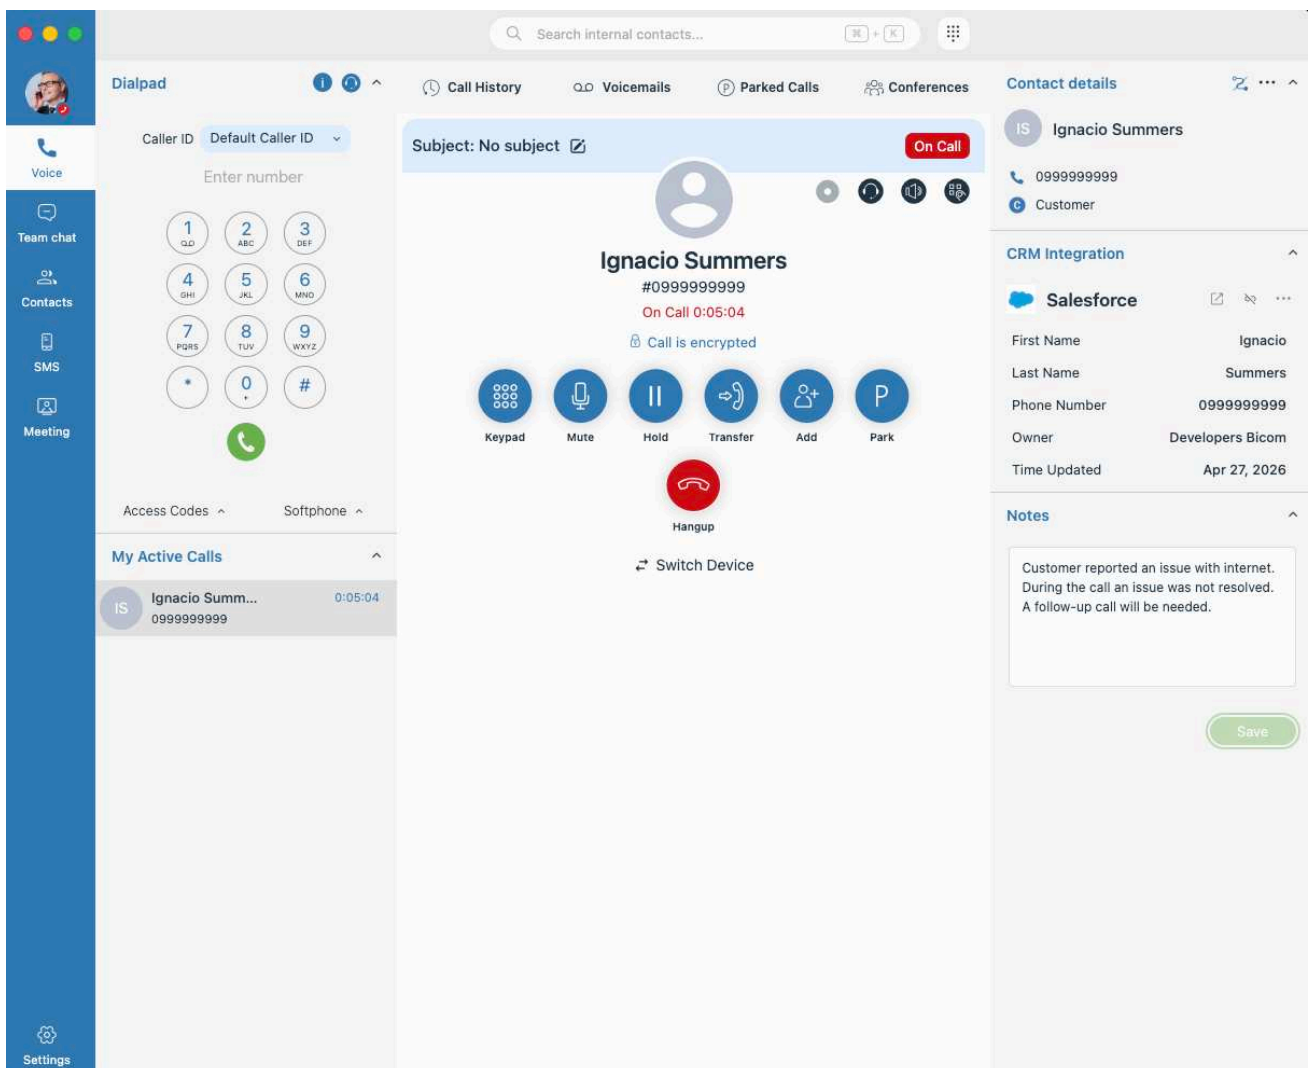 Search internal contacts...
⌘ + K
Voice
Team chat
Contacts
SMS
Meeting
Settings
Dialpad
Caller ID Default Caller ID
Enter number
1
2 ABC
3 DEF
4 GHI
5 JKL
6 MNO
7 PQRS
8 TUV
9 WXYZ
*
0 +
#
Access Codes
Softphone
My Active Calls
IS
Ignacio Summ... 0:05:04
0999999999
Call History
Voicemails
P Parked Calls
Conferences
Subject: No subject
On Call
Ignacio Summers
#0999999999
On Call 0:05:04
Call is encrypted
P
Keypad Mute Hold Transfer Add Park
Hangup
Switch Device
Contact details
IS Ignacio Summers
0999999999
C Customer
CRM Integration
Salesforce
First Name Ignacio
Last Name Summers
Phone Number 0999999999
Owner Developers Bicom
Time Updated Apr 27, 2026
Notes
Customer reported an issue with internet.
During the call an issue was not resolved.
A follow-up call will be needed.
Save